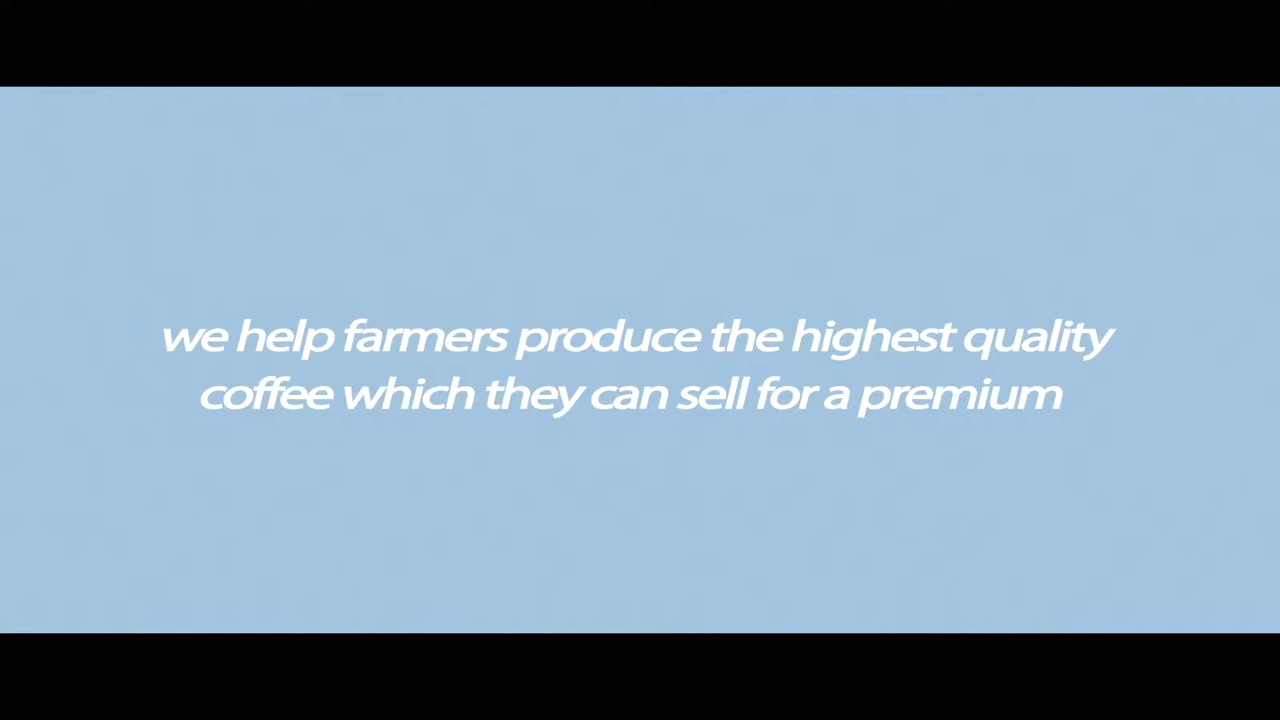 we help farmers produce the highest quality
coffee which they can sell for a premium